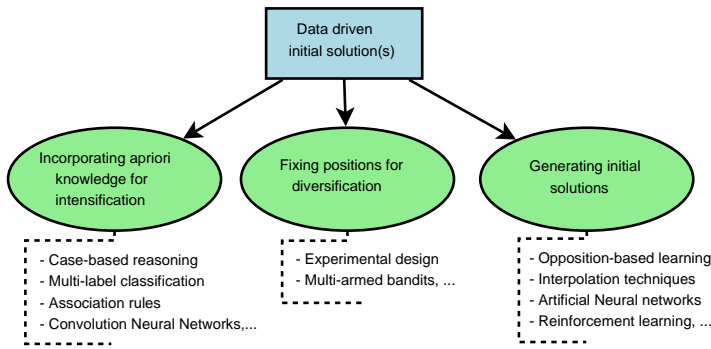 Data driven
initial solution(s)
Incorporating apriori
knowledge for
intensification
Fixing positions for
diversification
Generating initial
solutions
- Case-based reasoning
- Multi-label classification
- Association rules
- Convolution Neural Networks,...
- Experimental design
- Multi-armed bandits, ...
- Opposition-based learning
- Interpolation techniques
- Artificial Neural networks
- Reinforcement learning, ...